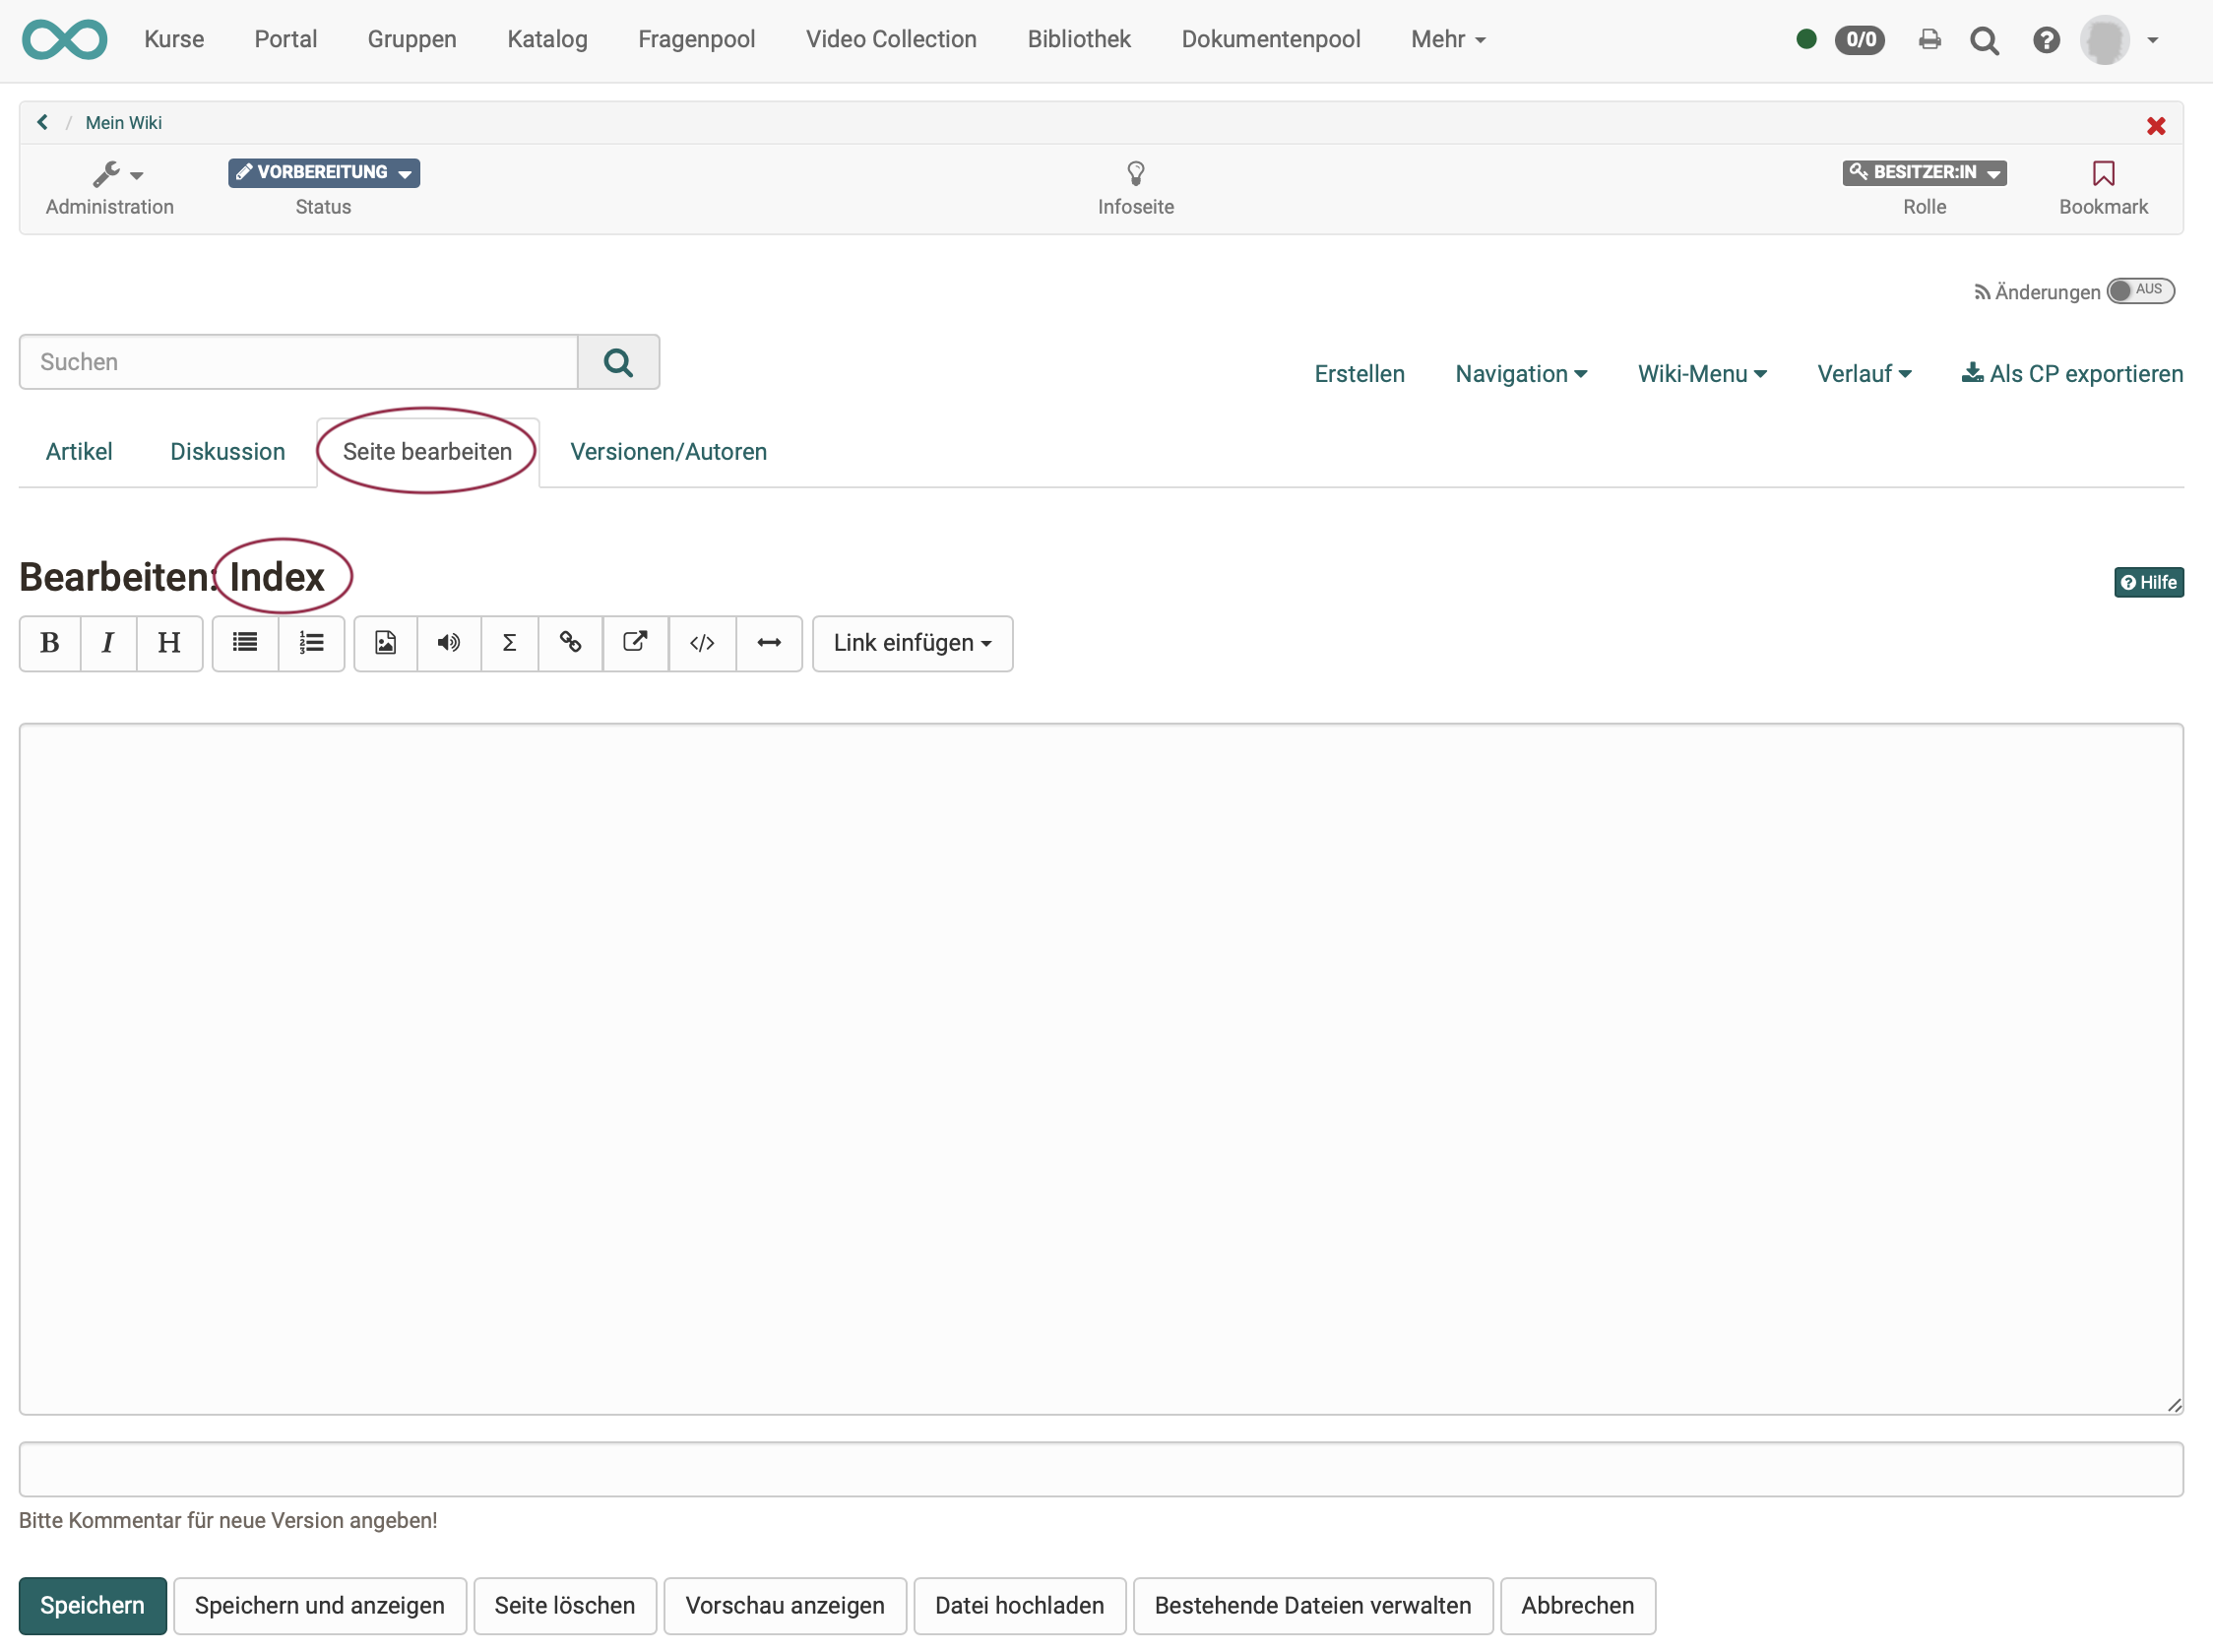 Kurse Portal Gruppen Katalog Fragenpool Video Collection Bibliothek Dokumentenpool Mehr 0/0
/ Mein Wiki
VORBEREITUNG BESITZER:IN
Administration Status Infoseite Rolle Bookmark
Änderungen AUS
Suchen
Erstellen Navigation Wiki-Menu Verlauf Als CP exportieren
Artikel Diskussion Seite bearbeiten Versionen/Autoren
Bearbeiten: Index
Hilfe
B I H Σ </> Link einfügen
Bitte Kommentar für neue Version angeben!
Speichern Speichern und anzeigen Seite löschen Vorschau anzeigen Datei hochladen Bestehende Dateien verwalten Abbrechen